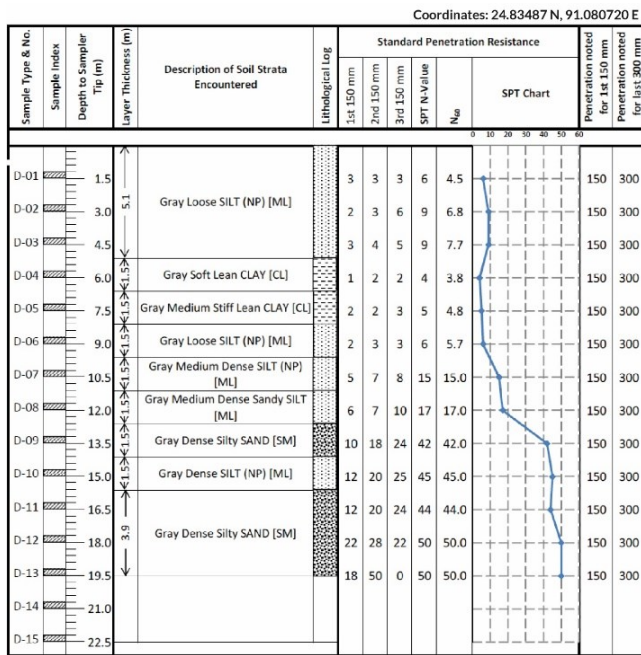 Coordinates: 24.83487 N, 91.080720 E
Sample Type & No.
Sample Index
Depth to Sampler Tip (m)
Layer Thickness (m)
Description of Soil Strata Encountered
Lithological Log
Standard Penetration Resistance
1st 150 mm
2nd 150 mm
3rd 150 mm
SPT N-Value
N₆₀
SPT Chart
Penetration noted for 1st 150 mm
Penetration noted for last 300 mm
0 10 20 30 40 50 60
5.1
Gray Loose SILT (NP) [ML]
D-01 1.5 3 3 3 6 4.5 150 300
D-02 3.0 2 3 6 9 6.8 150 300
D-03 4.5 3 4 5 9 7.7 150 300
D-04 6.0 1.5 Gray Soft Lean CLAY [CL] 1 2 2 4 3.8 150 300
D-05 7.5 1.5 Gray Medium Stiff Lean CLAY [CL] 2 2 3 5 4.8 150 300
D-06 9.0 1.5 Gray Loose SILT (NP) [ML] 2 3 3 6 5.7 150 300
D-07 10.5 1.5 Gray Medium Dense SILT (NP) [ML] 5 7 8 15 15.0 150 300
D-08 12.0 1.5 Gray Medium Dense Sandy SILT [ML] 6 7 10 17 17.0 150 300
D-09 13.5 1.5 Gray Dense Silty SAND [SM] 10 18 24 42 42.0 150 300
D-10 15.0 1.5 Gray Dense SILT (NP) [ML] 12 20 25 45 45.0 150 300
D-11 16.5 12 20 24 44 44.0 150 300
3.9
Gray Dense Silty SAND [SM]
D-12 18.0 22 28 22 50 50.0 150 300
D-13 19.5 18 50 0 50 50.0 150 300
D-14 21.0
D-15 22.5